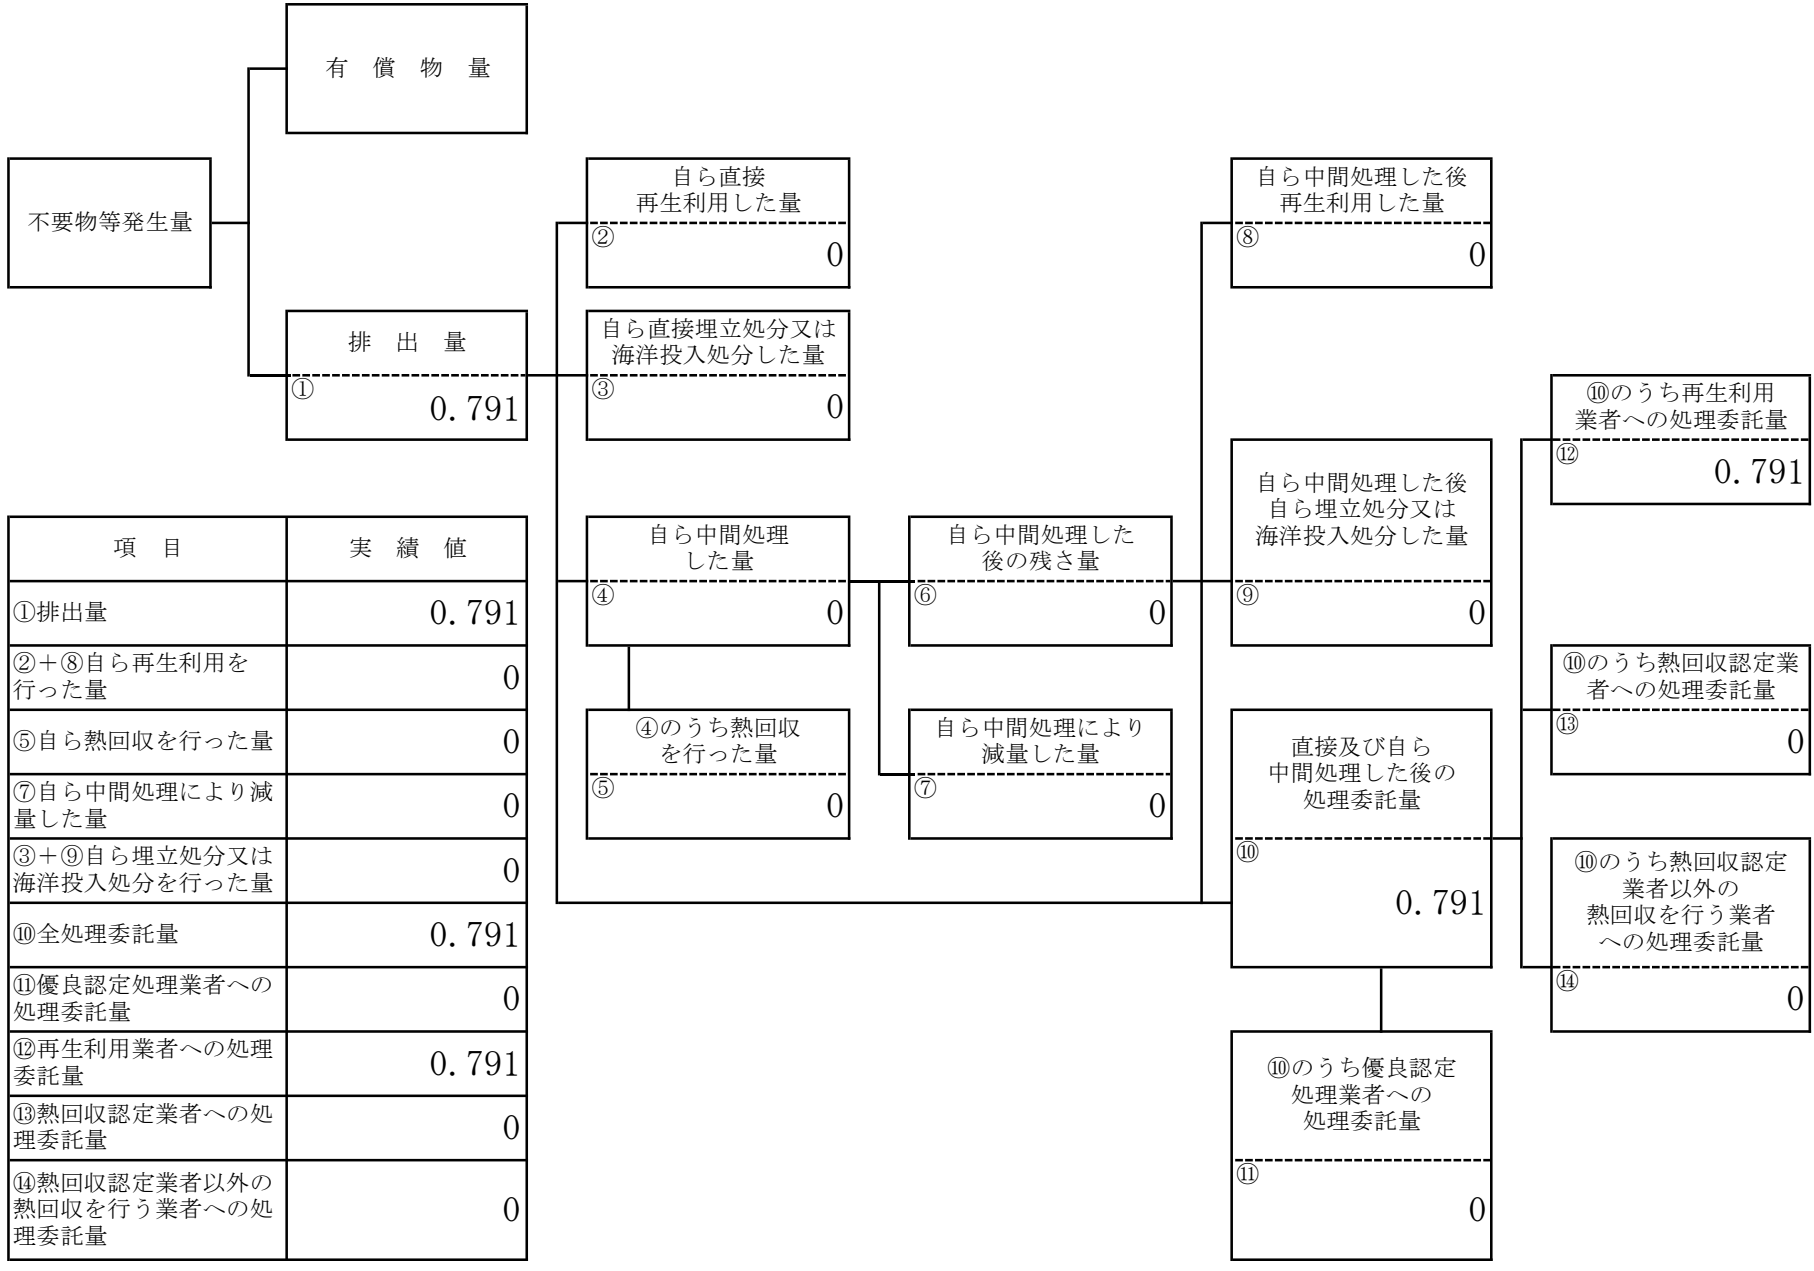 有　償　物　量
不要物等発生量
排　出　量
①
0.791
自ら直接
再生利用した量
②
0
自ら直接埋立処分又は
海洋投入処分した量
③
0
自ら中間処理
した量
④
0
④のうち熱回収
を行った量
⑤
0
自ら中間処理した
後の残さ量
⑥
0
自ら中間処理により
減量した量
⑦
0
自ら中間処理した後
再生利用した量
⑧
0
自ら中間処理した後
自ら埋立処分又は
海洋投入処分した量
⑨
0
直接及び自ら
中間処理した後の
処理委託量
⑩
0.791
⑩のうち優良認定
処理業者への
処理委託量
⑪
0
⑩のうち再生利用
業者への処理委託量
⑫
0.791
⑩のうち熱回収認定業
者への処理委託量
⑬
0
⑩のうち熱回収認定
業者以外の
熱回収を行う業者
への処理委託量
⑭
0
項　目　実　績　値
①排出量　0.791
②＋⑧自ら再生利用を
行った量
0
⑤自ら熱回収を行った量　0
⑦自ら中間処理により減
量した量
0
③＋⑨自ら埋立処分又は
海洋投入処分を行った量
0
⑩全処理委託量　0.791
⑪優良認定処理業者への
処理委託量
0
⑫再生利用業者への処理
委託量
0.791
⑬熱回収認定業者への処
理委託量
0
⑭熱回収認定業者以外の
熱回収を行う業者への処
理委託量
0